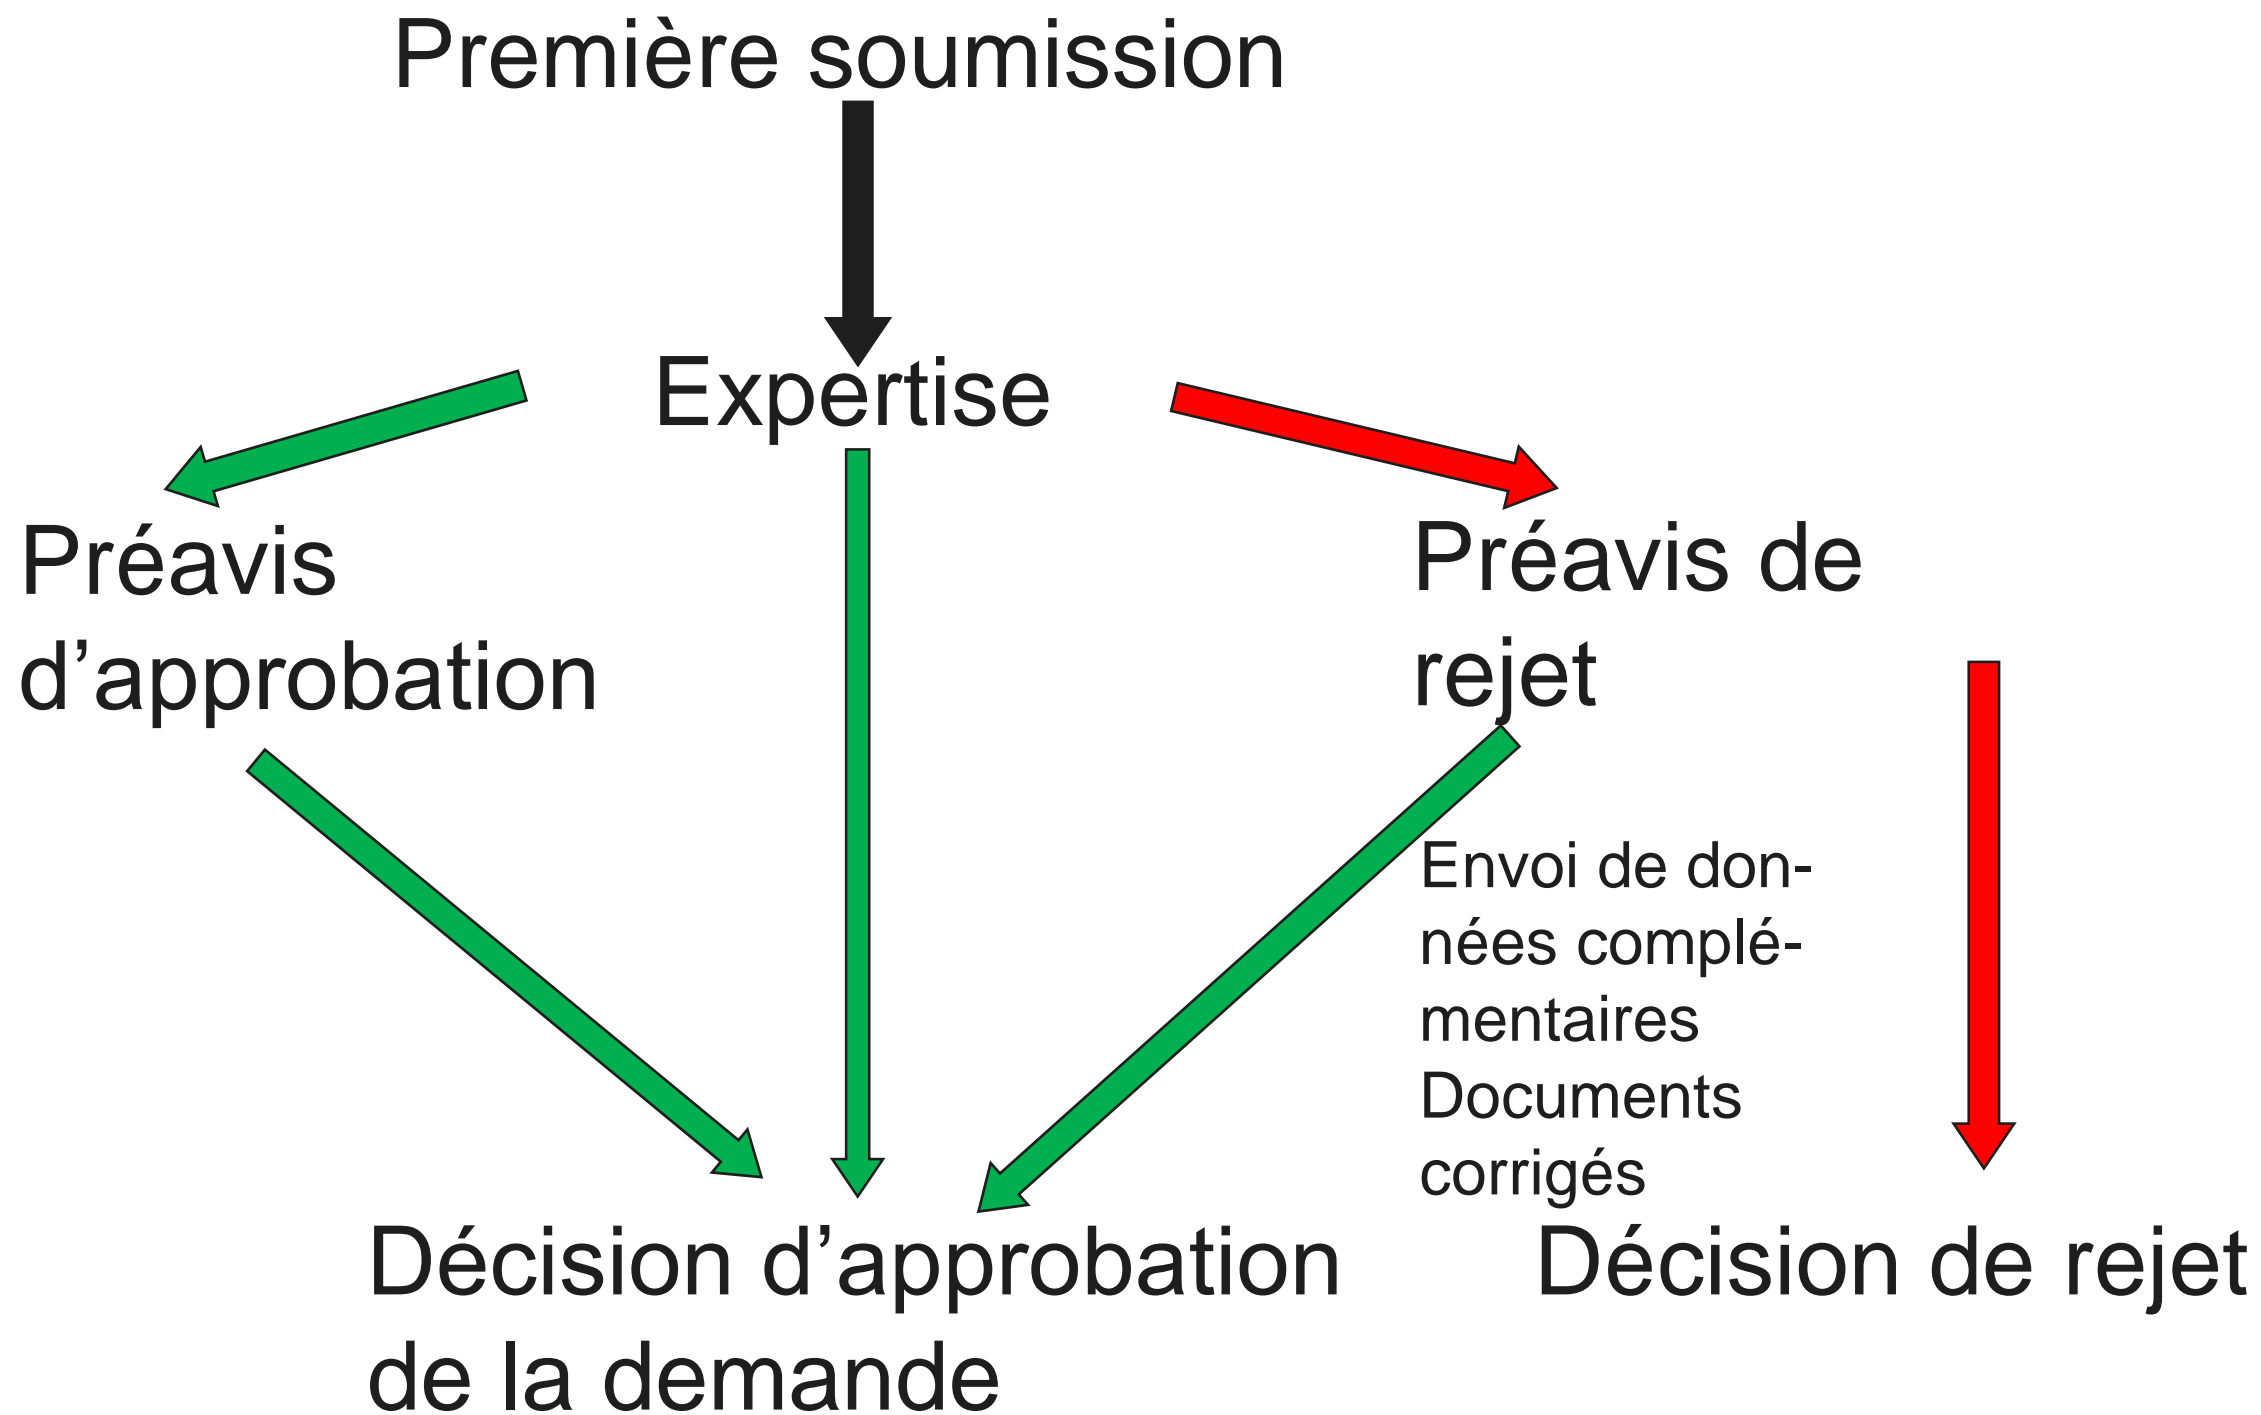 Première soumission
Expertise
Préavis
d’approbation
Préavis de
rejet
Envoi de don-
nées complé-
mentaires
Documents
corrigés
Décision d’approbation
de la demande
Décision de rejet